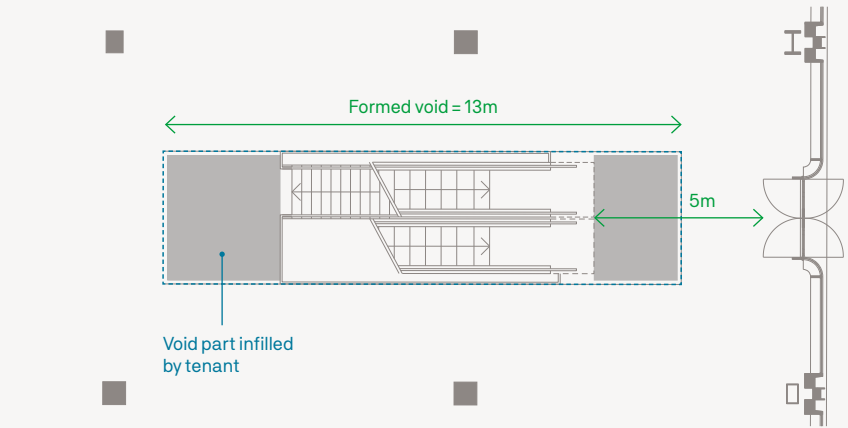 Formed void = 13m
5m
Void part infilled
by tenant